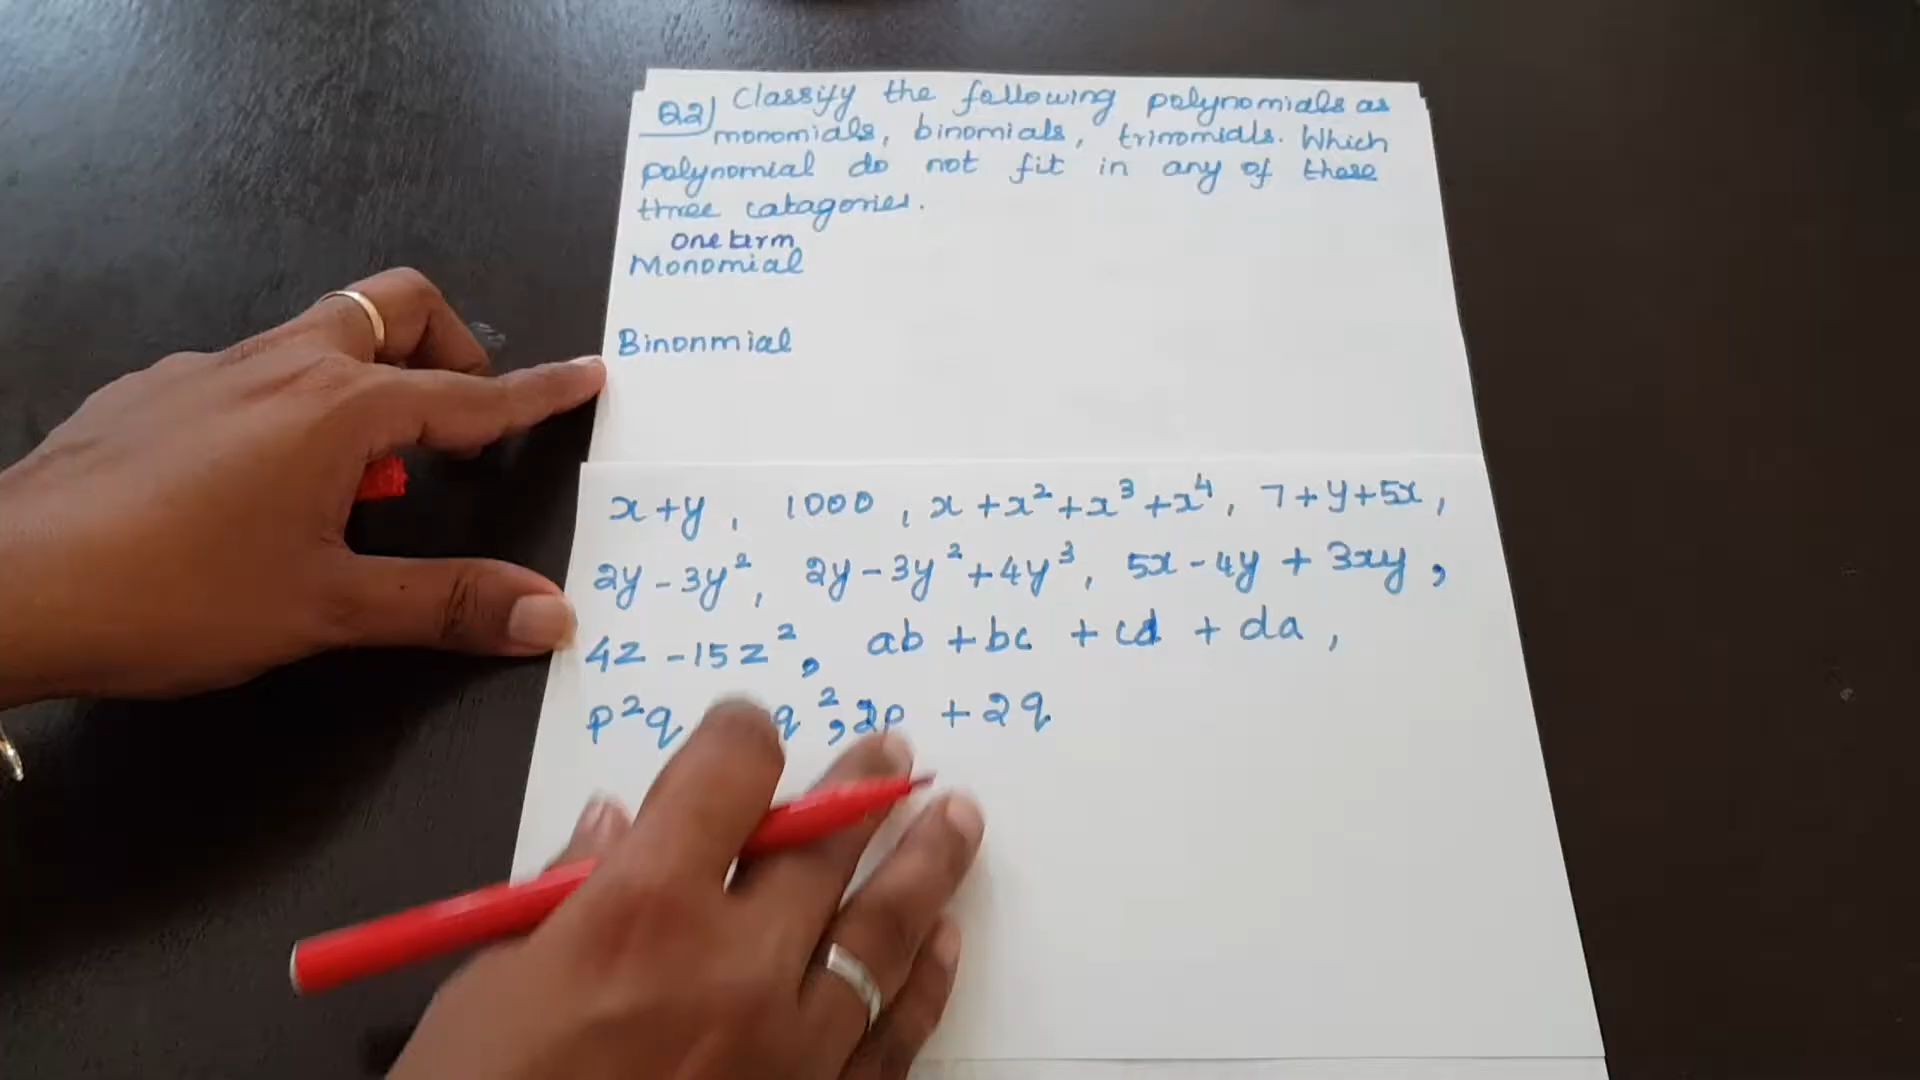 Q2) Classify the following polynomials as
monomials, binomials, trinomials. Which
polynomial do not fit in any of these
three catagories.
One term
Monomial
Binonmial
x+y, 1000, x+x²+x³+x⁴, 7+y+5x,
2y-3y², 2y-3y²+4y³, 5x-4y+3xy,
4z-15z², ab+bc+cd+da,
p²q q², 2p+2q